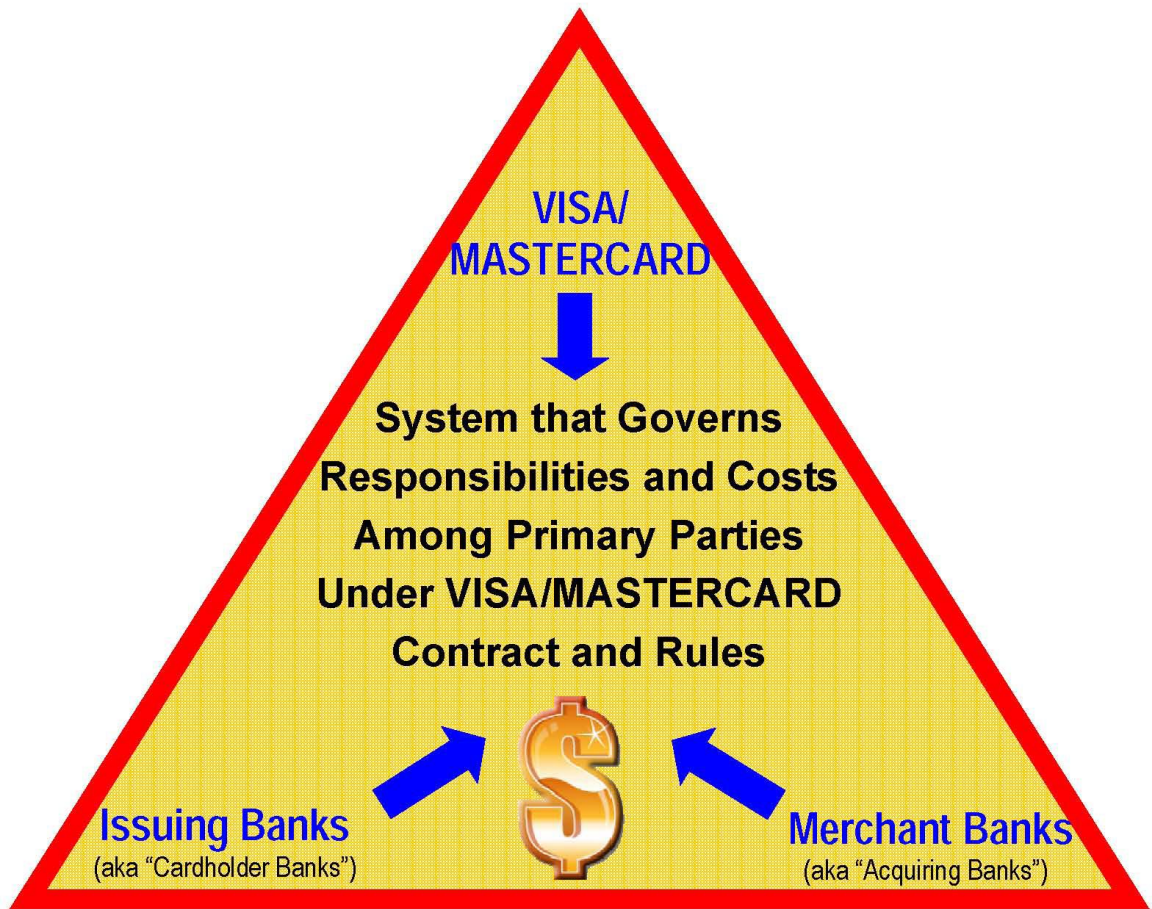 VISA/
MASTERCARD
System that Governs
Responsibilities and Costs
Among Primary Parties
Under VISA/MASTERCARD
Contract and Rules
$
Issuing Banks
(aka “Cardholder Banks”)
Merchant Banks
(aka “Acquiring Banks”)